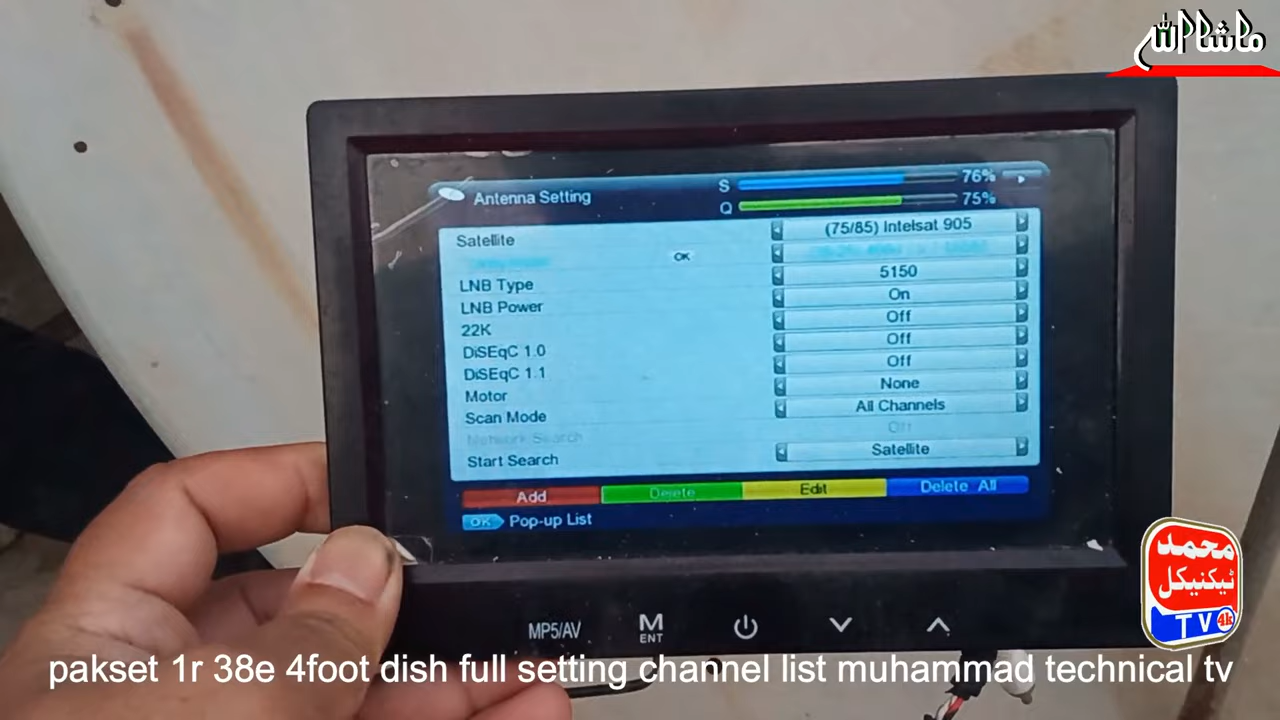 ماشاالله
Antenna Setting
S 76%
Q 75%
Satellite (75/85) Intelsat 905
OK
LNB Type 5150
LNB Power On
22K Off
DiSEqC 1.0 Off
DiSEqC 1.1 Off
Motor None
Scan Mode All Channels
Network Search Off
Start Search Satellite
Add Delete Edit Delete All
OK Pop-up List
MP5/AV M
ENT
محمد
ٹیکنیکل
TV 4k
pakset 1r 38e 4foot dish full setting channel list muhammad technical tv